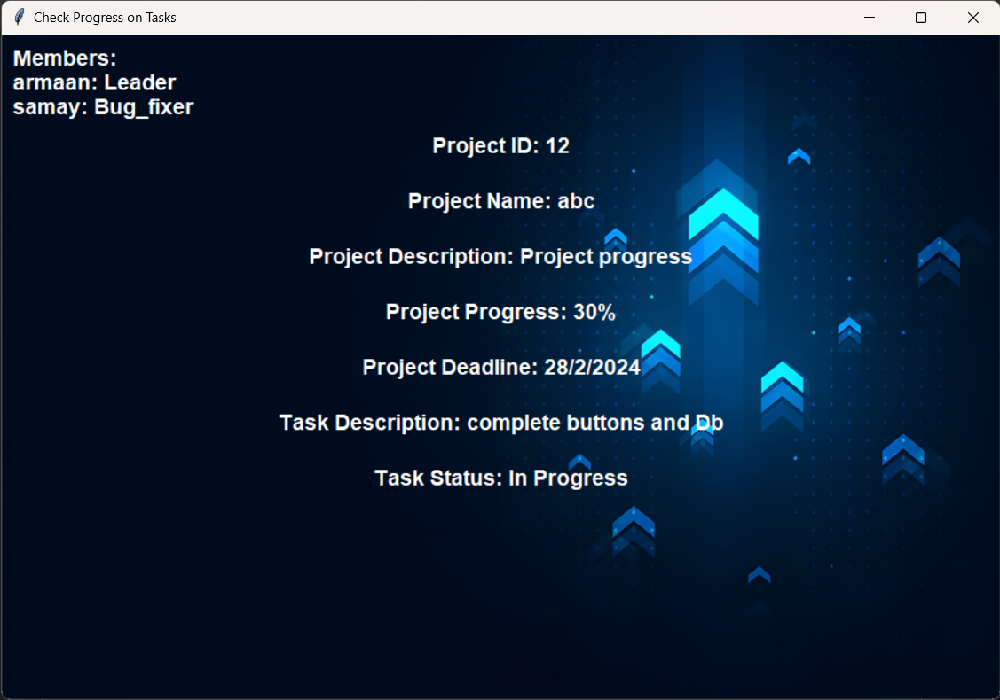 Check Progress on Tasks
Members:
armaan: Leader
samay: Bug_fixer
Project ID: 12
Project Name: abc
Project Description: Project progress
Project Progress: 30%
Project Deadline: 28/2/2024
Task Description: complete buttons and Db
Task Status: In Progress